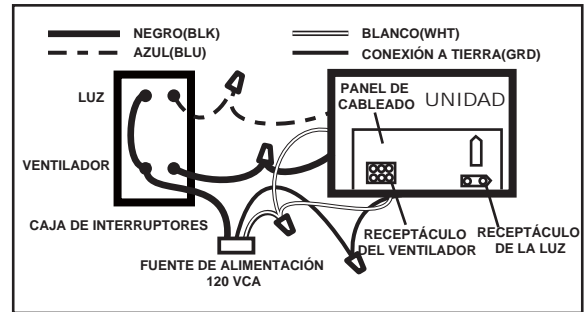 NEGRO(BLK)
BLANCO(WHT)
AZUL(BLU)
CONEXIÓN A TIERRA(GRD)
LUZ
PANEL DE
CABLEADO
UNIDAD
VENTILADOR
CAJA DE INTERRUPTORES
RECEPTÁCULO
DEL VENTILADOR
RECEPTÁCULO
DE LA LUZ
FUENTE DE ALIMENTACIÓN
120 VCA